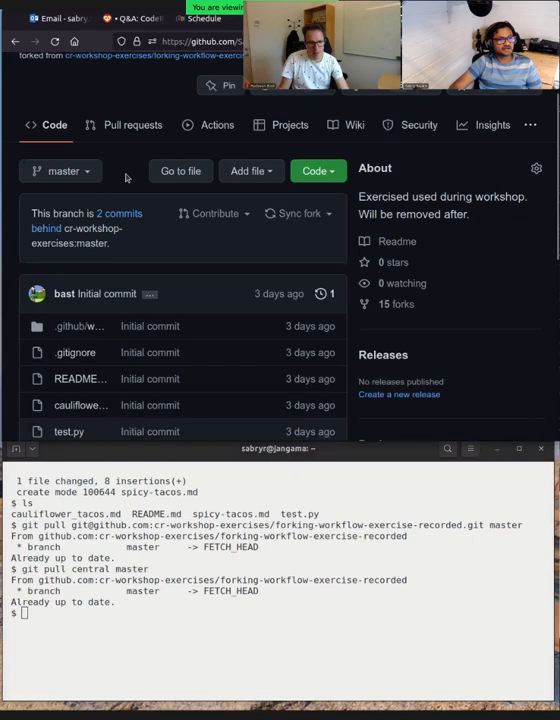 You are viewin
Email - sabry
Q&A: CodeR
Schedule
https://github.com/S
forked from cr-workshop-exercises/forking-workflow-exer
Pin
Code
Pull requests
Actions
Projects
Wiki
Security
Insights
master
Go to file
Add file
Code
About
Exercised used during workshop.
Will be removed after.
This branch is 2 commits
behind cr-workshop-
exercises:master.
Contribute
Sync fork
Readme
0 stars
0 watching
15 forks
bast Initial commit ... 3 days ago 1
.github/w... Initial commit 3 days ago
.gitignore Initial commit 3 days ago
README... Initial commit 3 days ago
cauliflowe... Initial commit 3 days ago
test.py Initial commit 3 days ago
Releases
No releases published
Create a new release
sabryr@jangama: ~
1 file changed, 8 insertions(+)
create mode 100644 spicy-tacos.md
$ ls
cauliflower_tacos.md README.md spicy-tacos.md test.py
$ git pull git@github.com:cr-workshop-exercises/forking-workflow-exercise-recorded.git master
From github.com:cr-workshop-exercises/forking-workflow-exercise-recorded
* branch master -> FETCH_HEAD
Already up to date.
$ git pull central master
From github.com:cr-workshop-exercises/forking-workflow-exercise-recorded
* branch master -> FETCH_HEAD
Already up to date.
$